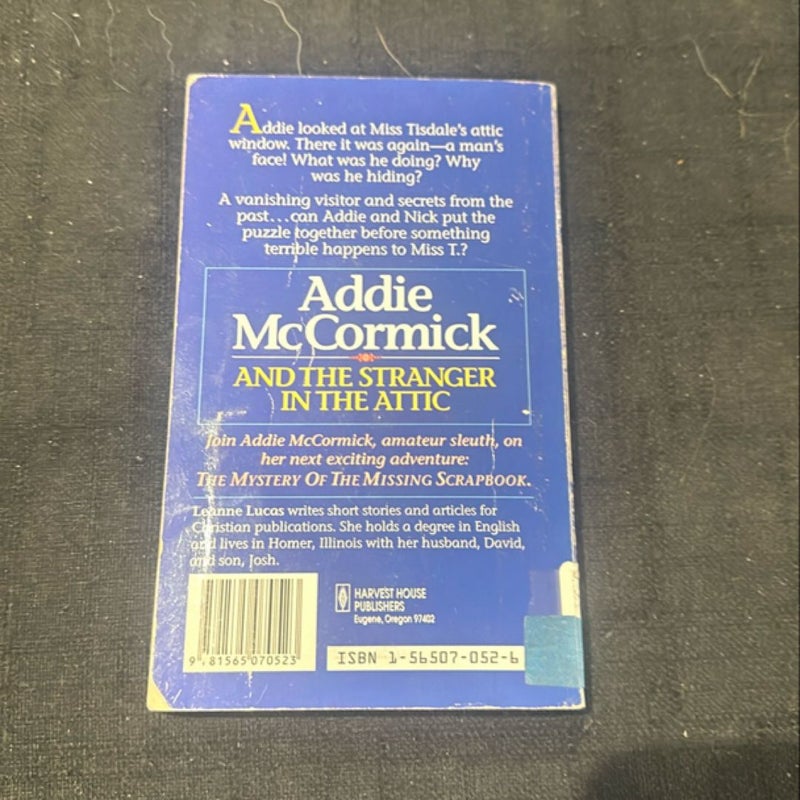 Addie looked at Miss Tisdale's attic
window. There it was again—a man's
face! What was he doing? Why
was he hiding?
A vanishing visitor and secrets from the
past...can Addie and Nick put the
puzzle together before something
terrible happens to Miss T.?
Addie
McCormick
AND THE STRANGER
IN THE ATTIC
Join Addie McCormick, amateur sleuth, on
her next exciting adventure:
THE MYSTERY OF THE MISSING SCRAPBOOK.
Leanne Lucas writes short stories and articles for
Christian publications. She holds a degree in English
and lives in Homer, Illinois with her husband, David,
and son, Josh.
HARVEST HOUSE
PUBLISHERS
Eugene, Oregon 97402
9 781565 070523
ISBN 1-56507-052-6